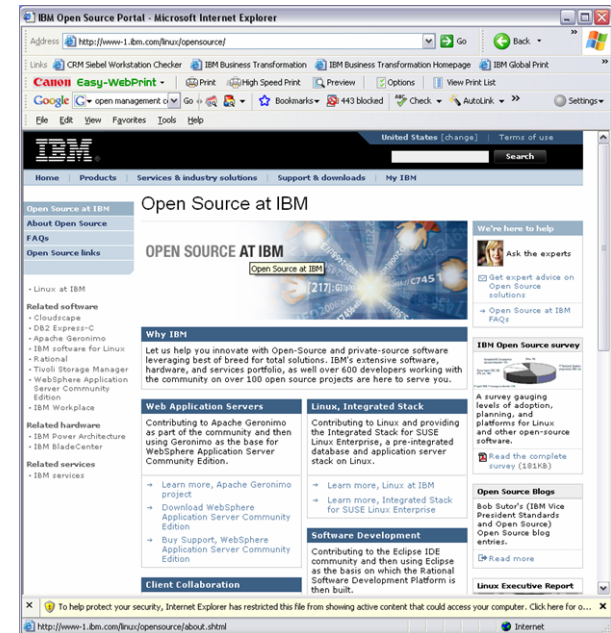 IBM Open Source Portal - Microsoft Internet Explorer
Address http://www-1.ibm.com/linux/opensource/ Go Back »
Links CRM Siebel Workstation Checker IBM Business Transformation IBM Business Transformation Homepage IBM Global Print »
Canon Easy-WebPrint Print High Speed Print Preview Options View Print List
Google open management c Go Bookmarks 443 blocked Check AutoLink » Settings
File Edit View Favorites Tools Help
United States [change] | Terms of use
IBM
Search
Home | Products | Services & industry solutions | Support & downloads | My IBM
Open Source at IBM
About Open Source
FAQs
Open Source links
· Linux at IBM
Related software
· Cloudscape
· DB2 Express-C
· Apache Geronimo
· IBM software for Linux
· Rational
· Tivoli Storage Manager
· WebSphere Application
Server Community
Edition
· IBM Workplace
Related hardware
· IBM Power Architecture
· IBM BladeCenter
Related services
· IBM services
Open Source at IBM
OPEN SOURCE AT IBM
Open Source at IBM
[217]:
c7451
Why IBM
Let us help you innovate with Open-Source and private-source software
leveraging best of breed for total solutions. IBM's extensive software,
hardware, and services portfolio, as well over 600 developers working with
the community on over 100 open source projects are here to serve you.
Web Application Servers
Contributing to Apache Geronimo
as part of the community and then
using Geronimo as the base for
WebSphere Application Server
Community Edition.
→ Learn more, Apache Geronimo
project
→ Download WebSphere
Application Server Community
Edition
→ Buy Support, WebSphere
Application Server Community
Edition
Client Collaboration
Linux, Integrated Stack
Contributing to Linux and providing
the Integrated Stack for SUSE
Linux Enterprise, a pre-integrated
database and application server
stack on Linux.
→ Learn more, Linux at IBM
→ Learn more, Integrated Stack
for SUSE Linux Enterprise
Software Development
Contributing to the Eclipse IDE
community and then using Eclipse
as the basis on which the Rational
Software Development Platform is
then built.
We're here to help
Ask the experts
Get expert advice on
Open Source
solutions
→ Open Source at IBM
FAQs
IBM Open Source survey
A survey gauging
levels of adoption,
planning, and
platforms for Linux
and other open-source
software.
Read the complete
survey (181KB)
Open Source Blogs
Bob Sutor's (IBM Vice
President Standards
and Open Source)
Open Source blog
entries.
Read more
Linux Executive Report
To help protect your security, Internet Explorer has restricted this file from showing active content that could access your computer. Click here for o...
http://www-1.ibm.com/linux/opensource/about.shtml Internet